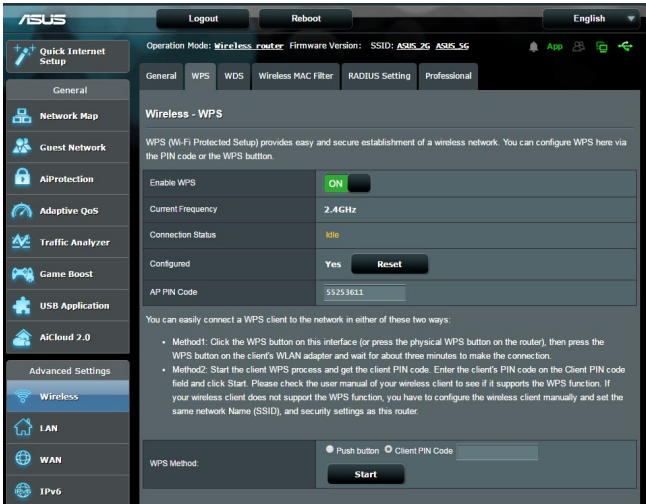 ASUS
Logout
Reboot
English
Quick Internet
Setup
Operation Mode: Wireless router Firmware Version: SSID: ASUS_2G ASUS_5G
App
General WPS WDS Wireless MAC Filter RADIUS Setting Professional
General
Network Map
Guest Network
AiProtection
Adaptive QoS
Traffic Analyzer
Game Boost
USB Application
AiCloud 2.0
Advanced Settings
Wireless
LAN
WAN
IPv6
Wireless - WPS
WPS (Wi-Fi Protected Setup) provides easy and secure establishment of a wireless network. You can configure WPS here via
the PIN code or the WPS buttton.
Enable WPS ON
Current Frequency 2.4GHz
Connection Status Idle
Configured Yes Reset
AP PIN Code 55253611
You can easily connect a WPS client to the network in either of these two ways:
• Method1: Click the WPS button on this interface (or press the physical WPS button on the router), then press the
WPS button on the client's WLAN adapter and wait for about three minutes to make the connection.
• Method2: Start the client WPS process and get the client PIN code. Enter the client's PIN code on the Client PIN code
field and click Start. Please check the user manual of your wireless client to see if it supports the WPS function. If
your wireless client does not support the WPS function, you have to configure the wireless client manually and set the
same network Name (SSID), and security settings as this router.
WPS Method: Push button Client PIN Code
Start